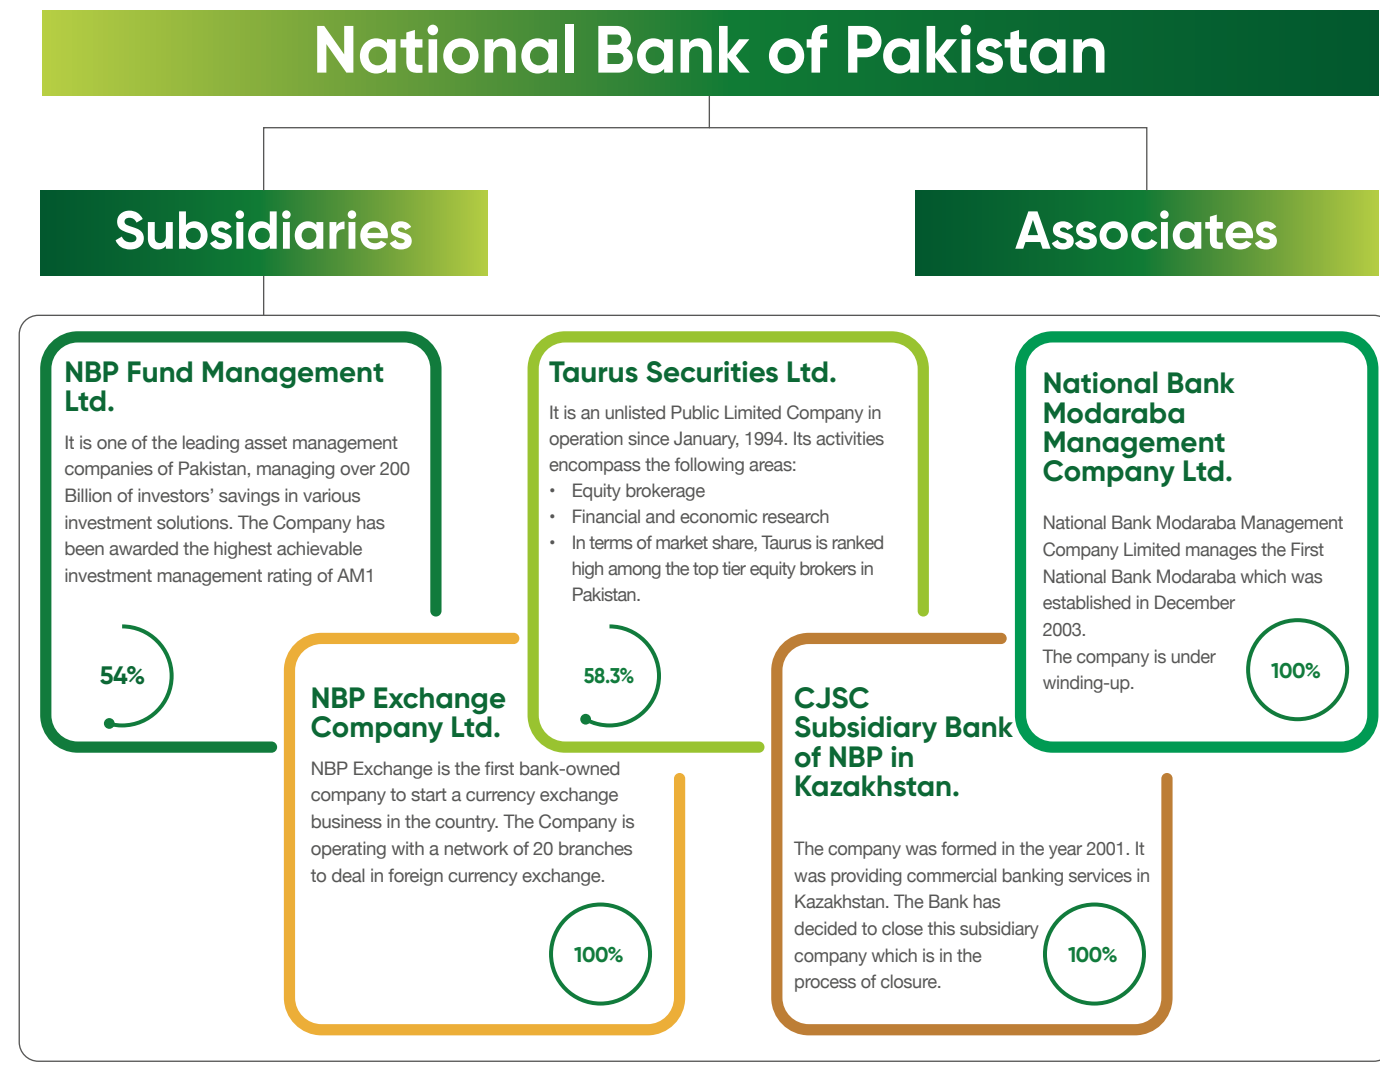 National Bank of Pakistan
Subsidiaries
Associates
NBP Fund Management
Ltd.
It is one of the leading asset management
companies of Pakistan, managing over 200
Billion of investors' savings in various
investment solutions. The Company has
been awarded the highest achievable
investment management rating of AM1
54%
NBP Exchange
Company Ltd.
NBP Exchange is the first bank-owned
company to start a currency exchange
business in the country. The Company is
operating with a network of 20 branches
to deal in foreign currency exchange.
100%
Taurus Securities Ltd.
It is an unlisted Public Limited Company in
operation since January, 1994. Its activities
encompass the following areas:
• Equity brokerage
• Financial and economic research
• In terms of market share, Taurus is ranked
high among the top tier equity brokers in
Pakistan.
58.3%
CJSC
Subsidiary Bank
of NBP in
Kazakhstan.
The company was formed in the year 2001. It
was providing commercial banking services in
Kazakhstan. The Bank has
decided to close this subsidiary
company which is in the
process of closure.
100%
National Bank
Modaraba
Management
Company Ltd.
National Bank Modaraba Management
Company Limited manages the First
National Bank Modaraba which was
established in December
2003.
The company is under
winding-up.
100%